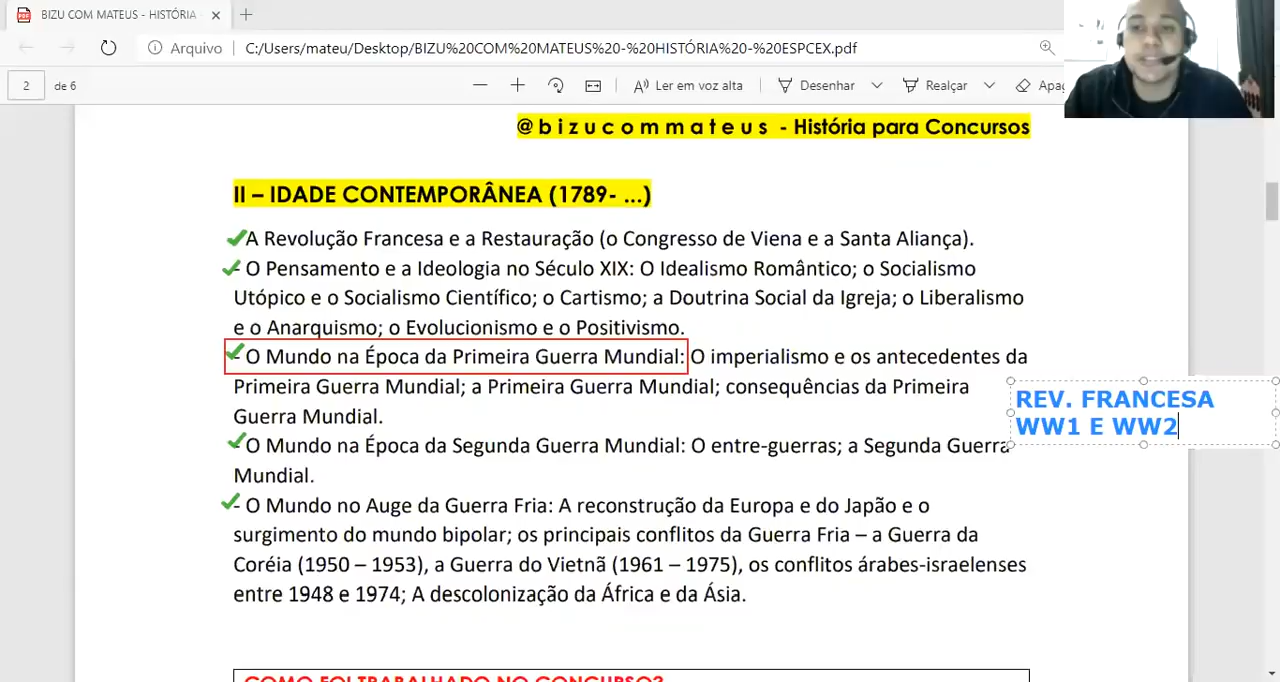 BIZU COM MATEUS - HISTÓRIA
Arquivo
C:/Users/mateu/Desktop/BIZU%20COM%20MATEUS%20-%20HISTÓRIA%20-%20ESPCEX.pdf
2 de 6
Ler em voz alta
Desenhar
Realçar
@bizucommateus - História para Concursos
II – IDADE CONTEMPORÂNEA (1789- ...)
A Revolução Francesa e a Restauração (o Congresso de Viena e a Santa Aliança).
- O Pensamento e a Ideologia no Século XIX: O Idealismo Romântico; o Socialismo
Utópico e o Socialismo Científico; o Cartismo; a Doutrina Social da Igreja; o Liberalismo
e o Anarquismo; o Evolucionismo e o Positivismo.
- O Mundo na Época da Primeira Guerra Mundial: O imperialismo e os antecedentes da
Primeira Guerra Mundial; a Primeira Guerra Mundial; consequências da Primeira
Guerra Mundial.
REV. FRANCESA
WW1 E WW2
- O Mundo na Época da Segunda Guerra Mundial: O entre-guerras; a Segunda Guerra
Mundial.
- O Mundo no Auge da Guerra Fria: A reconstrução da Europa e do Japão e o
surgimento do mundo bipolar; os principais conflitos da Guerra Fria – a Guerra da
Coréia (1950 – 1953), a Guerra do Vietnã (1961 – 1975), os conflitos árabes-israelenses
entre 1948 e 1974; A descolonização da África e da Ásia.
COMO FOI TRABALHADO NO CONCURSO?